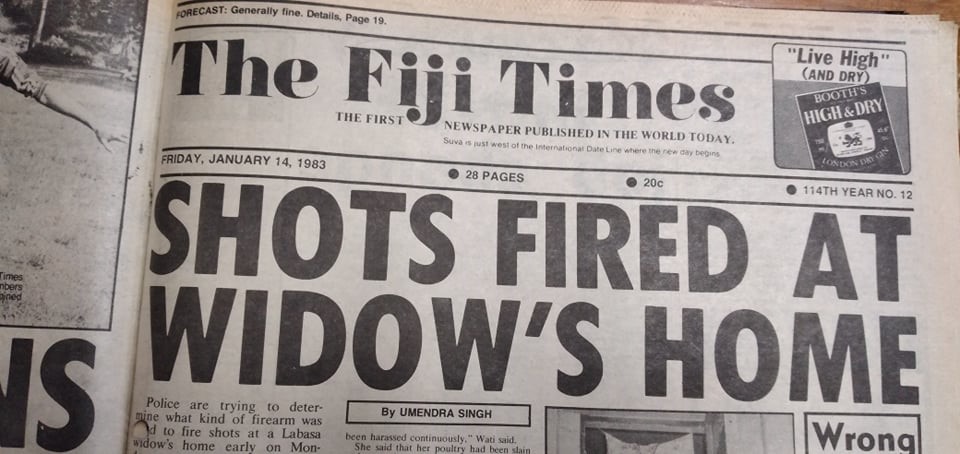 FORECAST: Generally fine. Details, Page 19.
The Fiji Times
THE FIRST NEWSPAPER PUBLISHED IN THE WORLD TODAY.
Suva is just west of the International Date Line where the new day begins.
"Live High"
(AND DRY)
BOOTH'S
HIGH & DRY
LONDON DRY GIN
FRIDAY, JANUARY 14, 1983 ● 28 PAGES ● 20c ● 114TH YEAR NO. 12
SHOTS FIRED AT
WIDOW'S HOME
Times
mbers
oined
NS
Police are trying to deter-
mine what kind of firearm was
d to fire shots at a Labasa
widow's home early on Mon-
By UMENDRA SINGH
been harassed continuously," Wati said.
She said that her poultry had been slain
Wrong